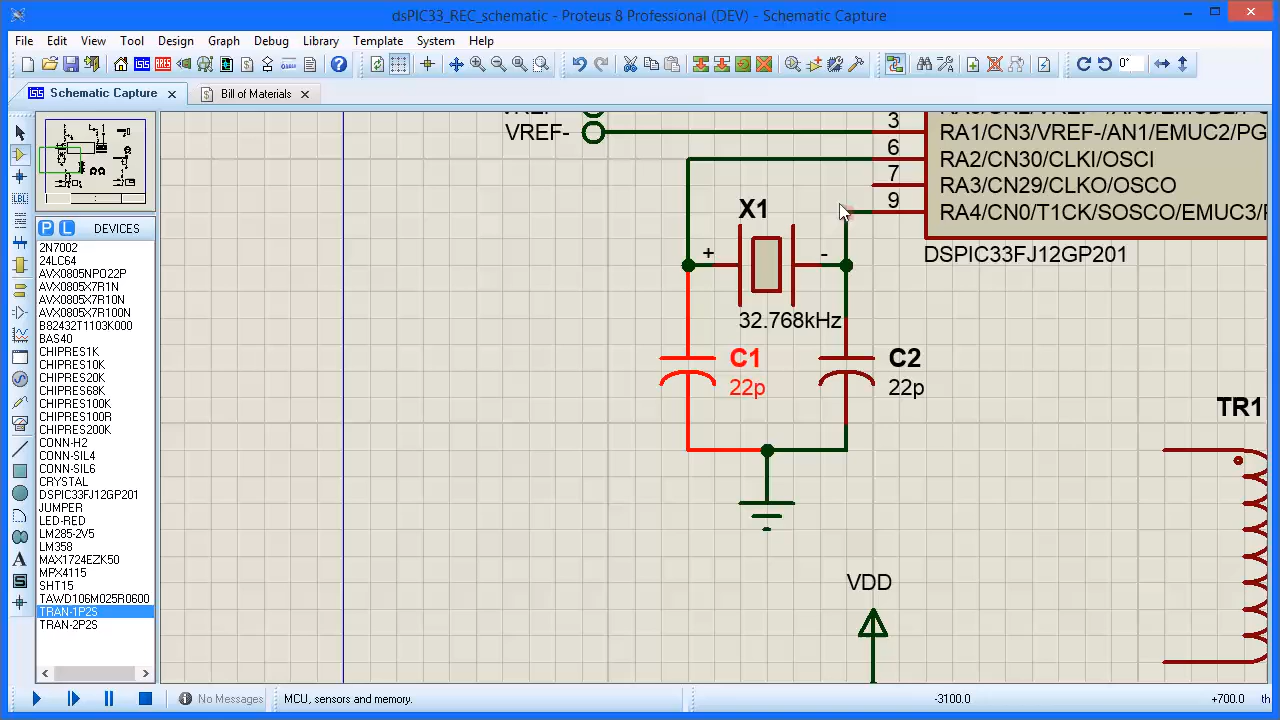 dsPIC33_REC_schematic - Proteus 8 Professional (DEV) - Schematic Capture
File Edit View Tool Design Graph Debug Library Template System Help
0°
Schematic Capture
Bill of Materials
P L DEVICES
2N7002
24LC64
AVX0805NPO22P
AVX0805X7R1N
AVX0805X7R10N
AVX0805X7R100N
B82432T1103K000
BAS40
CHIPRES1K
CHIPRES10K
CHIPRES20K
CHIPRES60K
CHIPRES100K
CHIPRES100R
CHIPRES200K
CONN-H2
CONN-SIL4
CONN-SIL6
CRYSTAL
DSPIC33FJ12GP201
JUMPER
LED-RED
LM285-2V5
LM358
MAX1724EZK50
MPX4115
SHT15
TAWD106M025R0600
TRAN-1P2S
TRAN-2P2S
VREF-
3
RA1/CN3/VREF-/AN1/EMUC2/PG
6
RA2/CN30/CLKI/OSCI
7
RA3/CN29/CLKO/OSCO
9
RA4/CN0/T1CK/SOSCO/EMUC3/
DSPIC33FJ12GP201
X1
+ -
32.768kHz
C1
22p
C2
22p
TR1
VDD
No Messages
MCU, sensors and memory.
-3100.0
+700.0
th